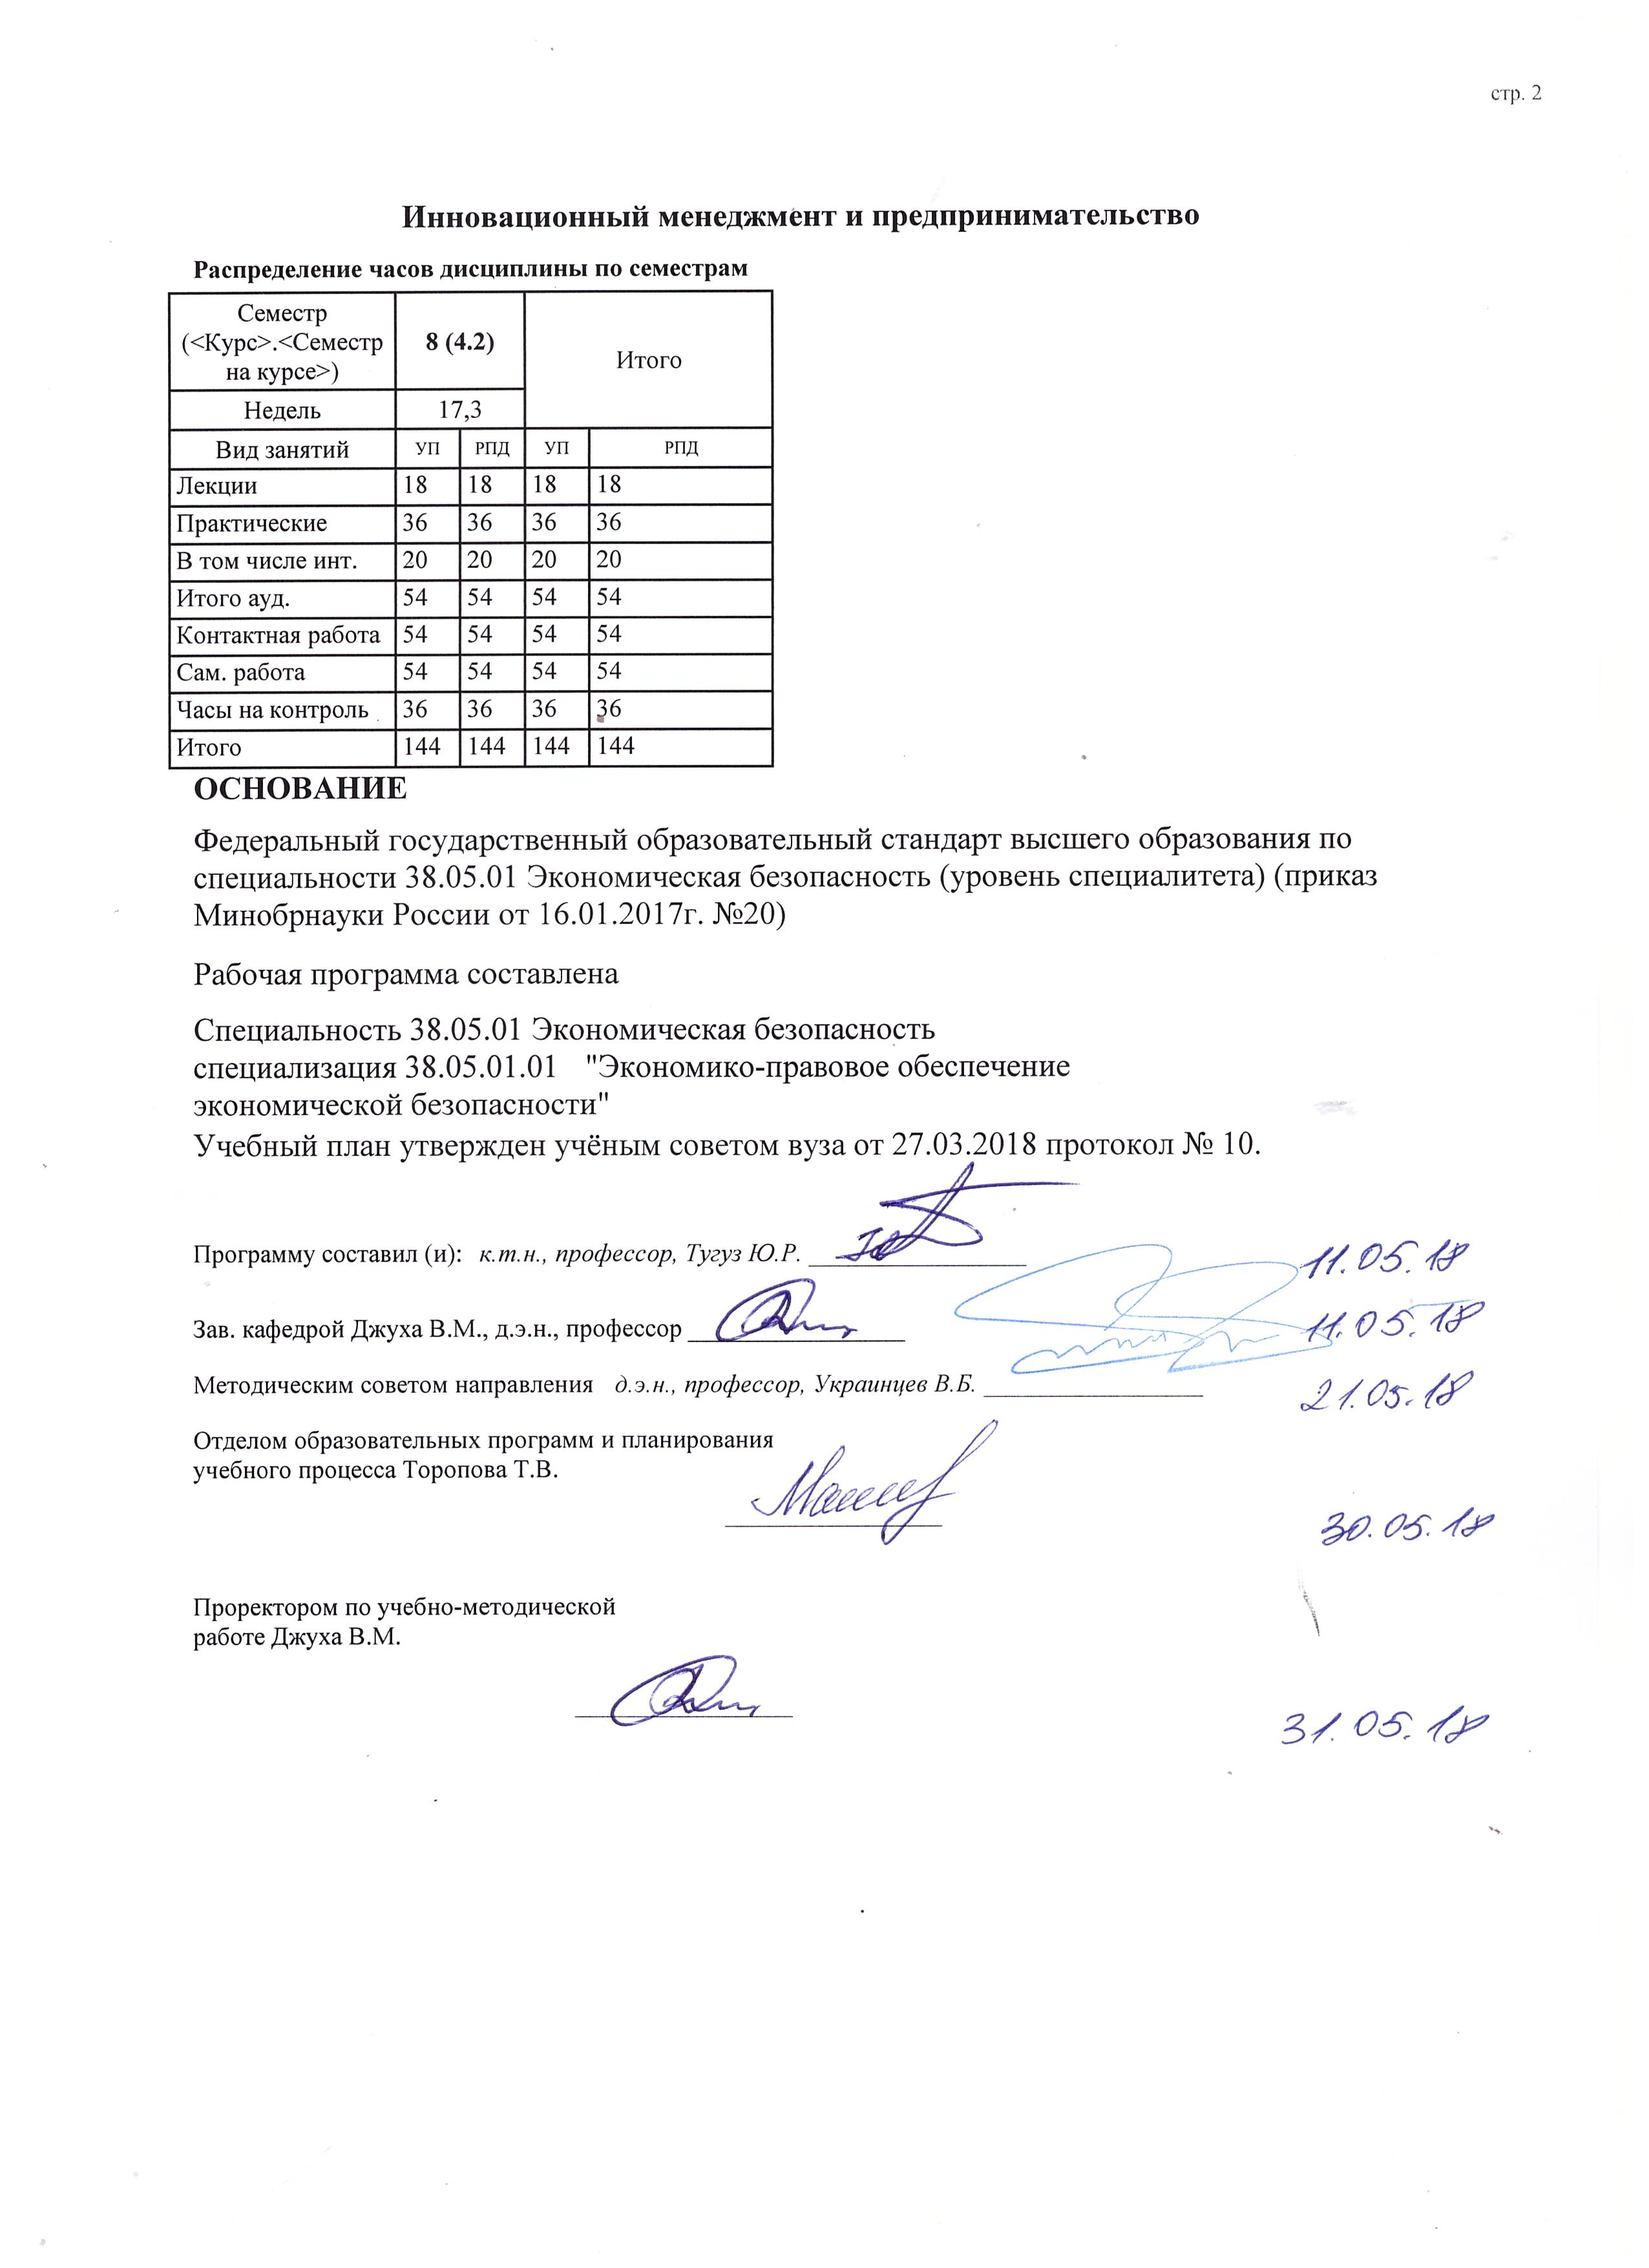 стр. 2
Инновационный менеджмент и предпринимательство
Распределение часов дисциплины по семестрам
Семестр
(<Курс>.<Семестр
на курсе>)
8 (4.2)
Итого
Недель 17,3
Вид занятий УП РПД УП РПД
Лекции 18 18 18 18
Практические 36 36 36 36
В том числе инт. 20 20 20 20
Итого ауд. 54 54 54 54
Контактная работа 54 54 54 54
Сам. работа 54 54 54 54
Часы на контроль 36 36 36 36
Итого 144 144 144 144
ОСНОВАНИЕ
Федеральный государственный образовательный стандарт высшего образования по
специальности 38.05.01 Экономическая безопасность (уровень специалитета) (приказ
Минобрнауки России от 16.01.2017г. №20)
Рабочая программа составлена
Специальность 38.05.01 Экономическая безопасность
специализация 38.05.01.01 "Экономико-правовое обеспечение
экономической безопасности"
Учебный план утвержден учёным советом вуза от 27.03.2018 протокол № 10.
Программу составил (и): к.т.н., профессор, Тугуз Ю.Р. 11.05.18
Зав. кафедрой Джуха В.М., д.э.н., профессор 11.05.18
Методическим советом направления д.э.н., профессор, Украинцев В.Б. 21.05.18
Отделом образовательных программ и планирования
учебного процесса Торопова Т.В.
30.05.18
Проректором по учебно-методической
работе Джуха В.М.
31.05.18